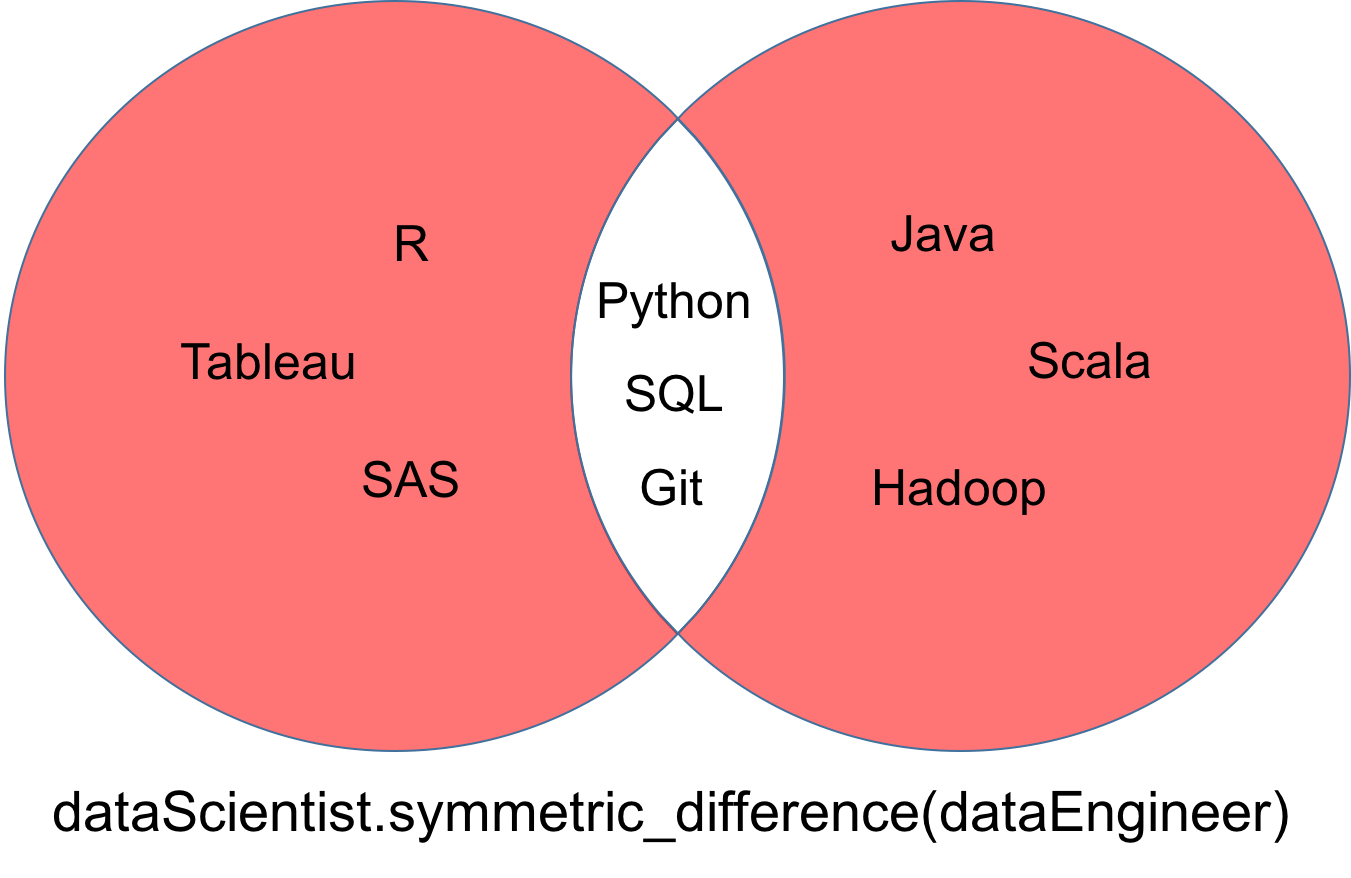 R
Tableau
SAS
Python
SQL
Git
Java
Scala
Hadoop
dataScientist.symmetric_difference(dataEngineer)